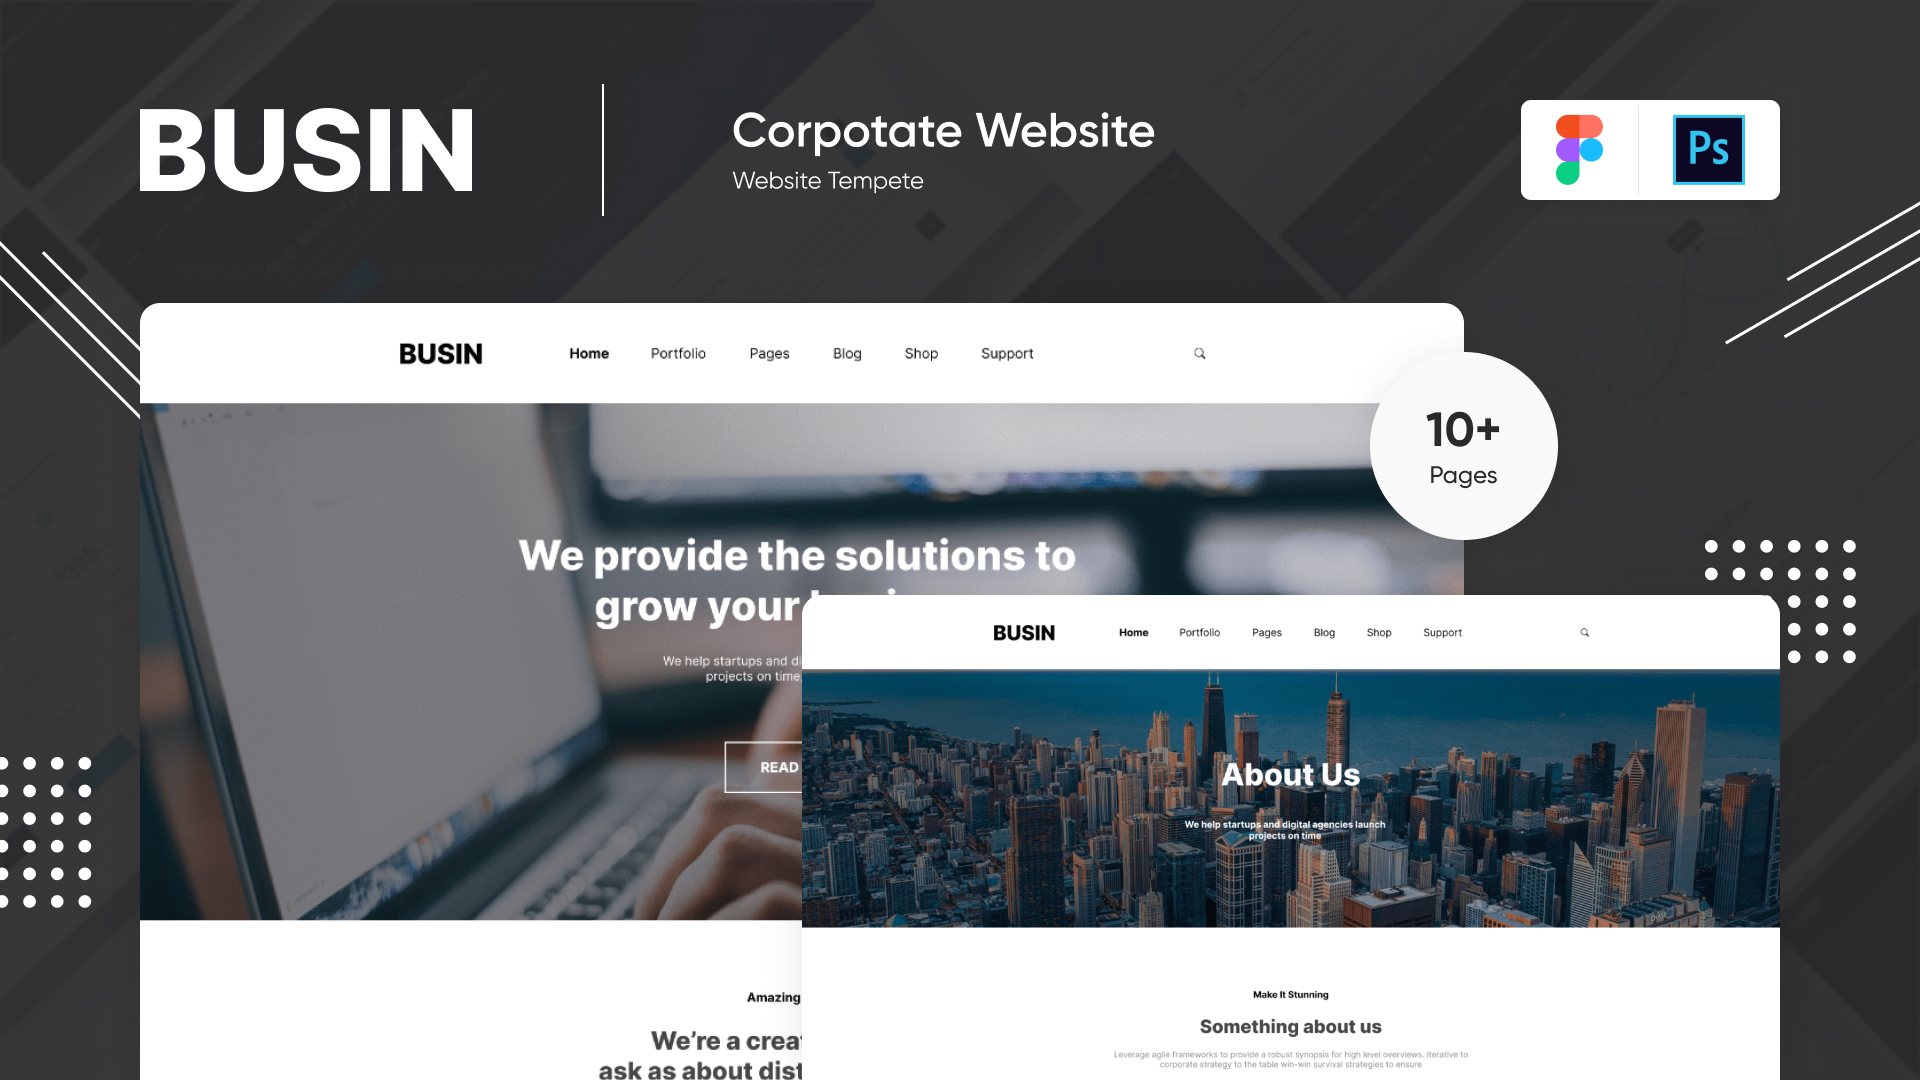 BUSIN
Corpotate Website
Website Tempete
Ps
BUSIN
Home Portfolio Pages Blog Shop Support
10+
Pages
We provide the solutions to
grow your
We help startups and di
projects on time,
READ
Amazing
We're a creat
ask as about dist
BUSIN
Home Portfolio Pages Blog Shop Support
About Us
We help startups and digital agencies launch
projects on time
Make It Stunning
Something about us
Leverage agile frameworks to provide a robust synopsis for high level overviews. Iterative to
corporate strategy to the table win-win survival strategies to ensure